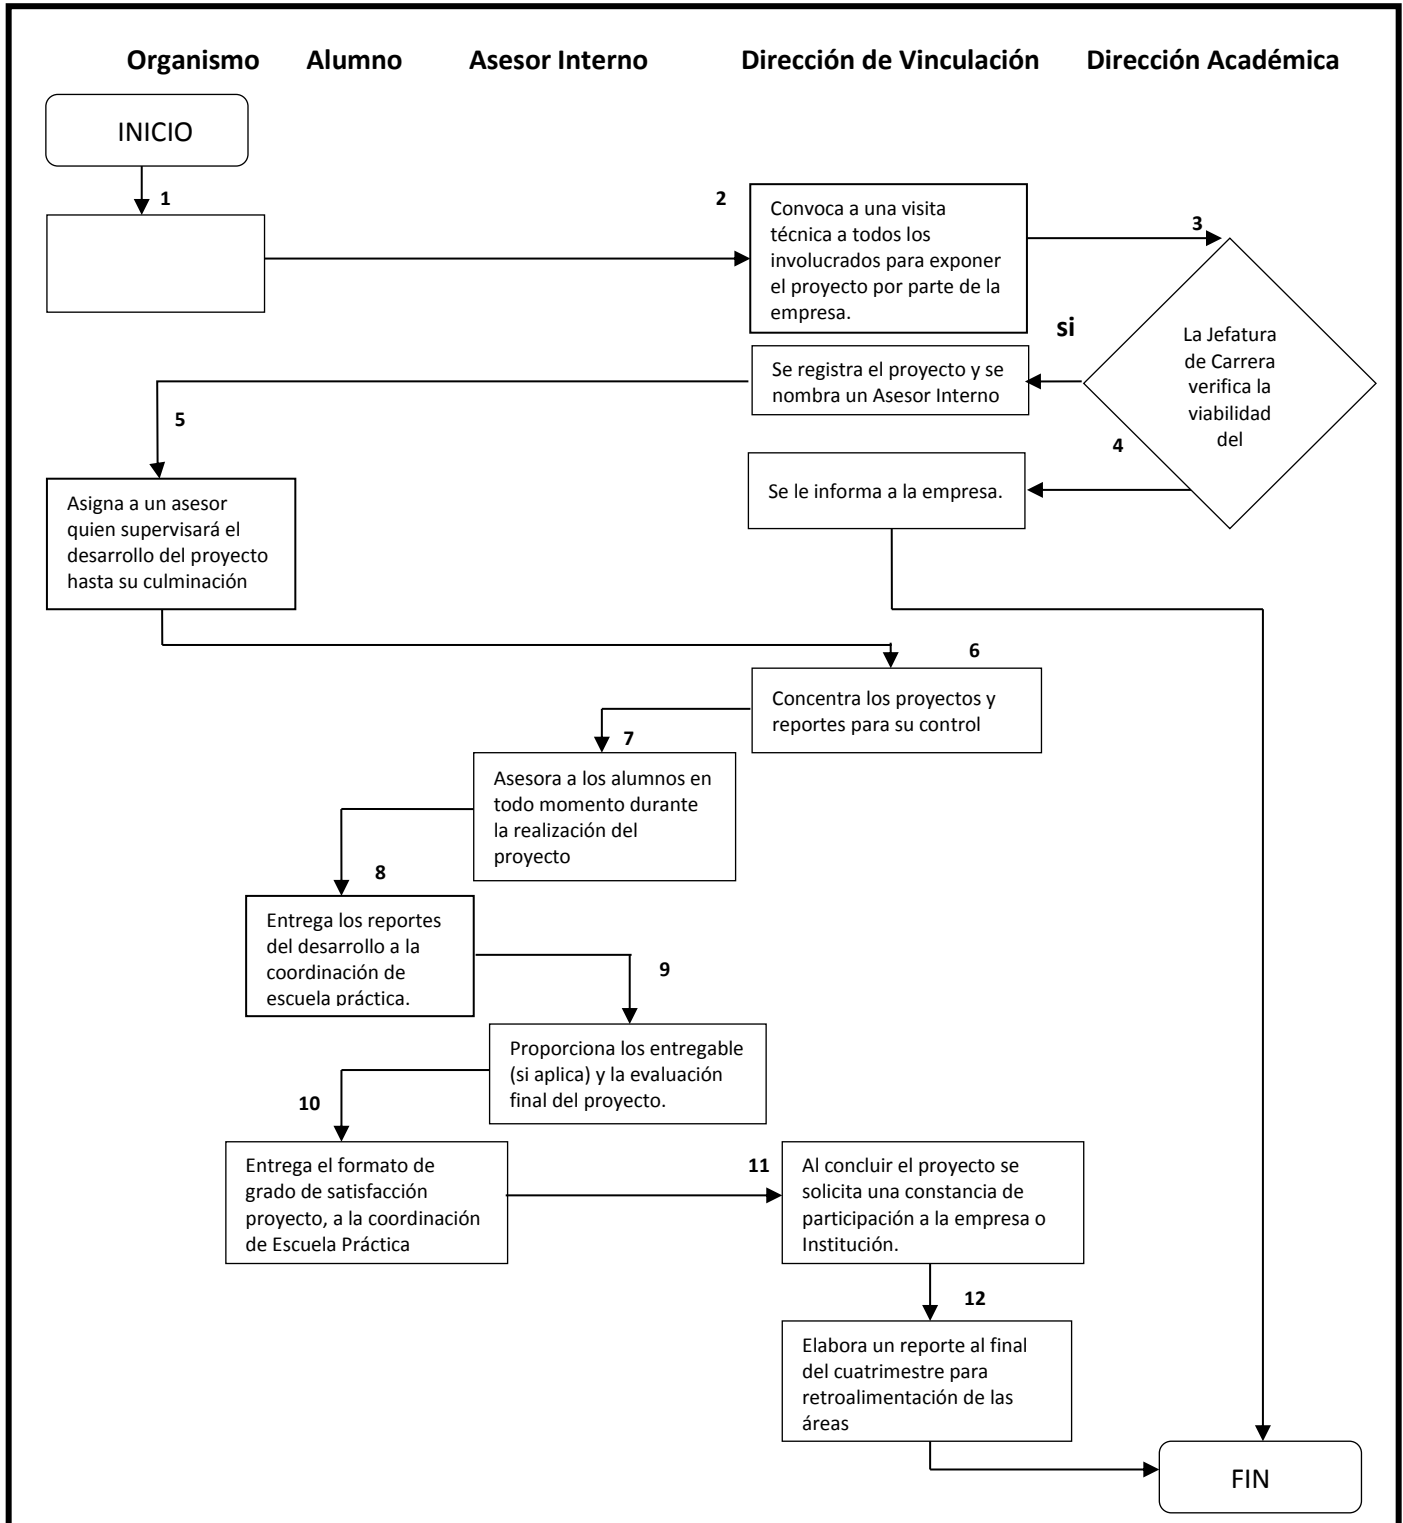 Organismo Alumno Asesor Interno Dirección de Vinculación Dirección Académica
INICIO
1
2
Convoca a una visita
técnica a todos los
involucrados para exponer
el proyecto por parte de la
empresa.
3
La Jefatura
de Carrera
verifica la
viabilidad
del
si
Se registra el proyecto y se
nombra un Asesor Interno
4
Se le informa a la empresa.
5
Asigna a un asesor
quien supervisará el
desarrollo del proyecto
hasta su culminación
6
Concentra los proyectos y
reportes para su control
7
Asesora a los alumnos en
todo momento durante
la realización del
proyecto
8
Entrega los reportes
del desarrollo a la
coordinación de
escuela práctica.
9
Proporciona los entregable
(si aplica) y la evaluación
final del proyecto.
10
Entrega el formato de
grado de satisfacción
proyecto, a la coordinación
de Escuela Práctica
11
Al concluir el proyecto se
solicita una constancia de
participación a la empresa o
Institución.
12
Elabora un reporte al final
del cuatrimestre para
retroalimentación de las
áreas
FIN